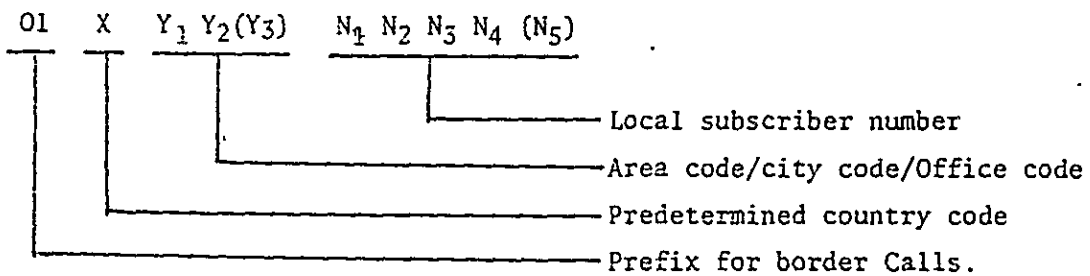 01 X Y₁ Y₂(Y₃) N₁ N₂ N₃ N₄ (N₅)
Local subscriber number
Area code/city code/Office code
Predetermined country code
Prefix for border Calls.